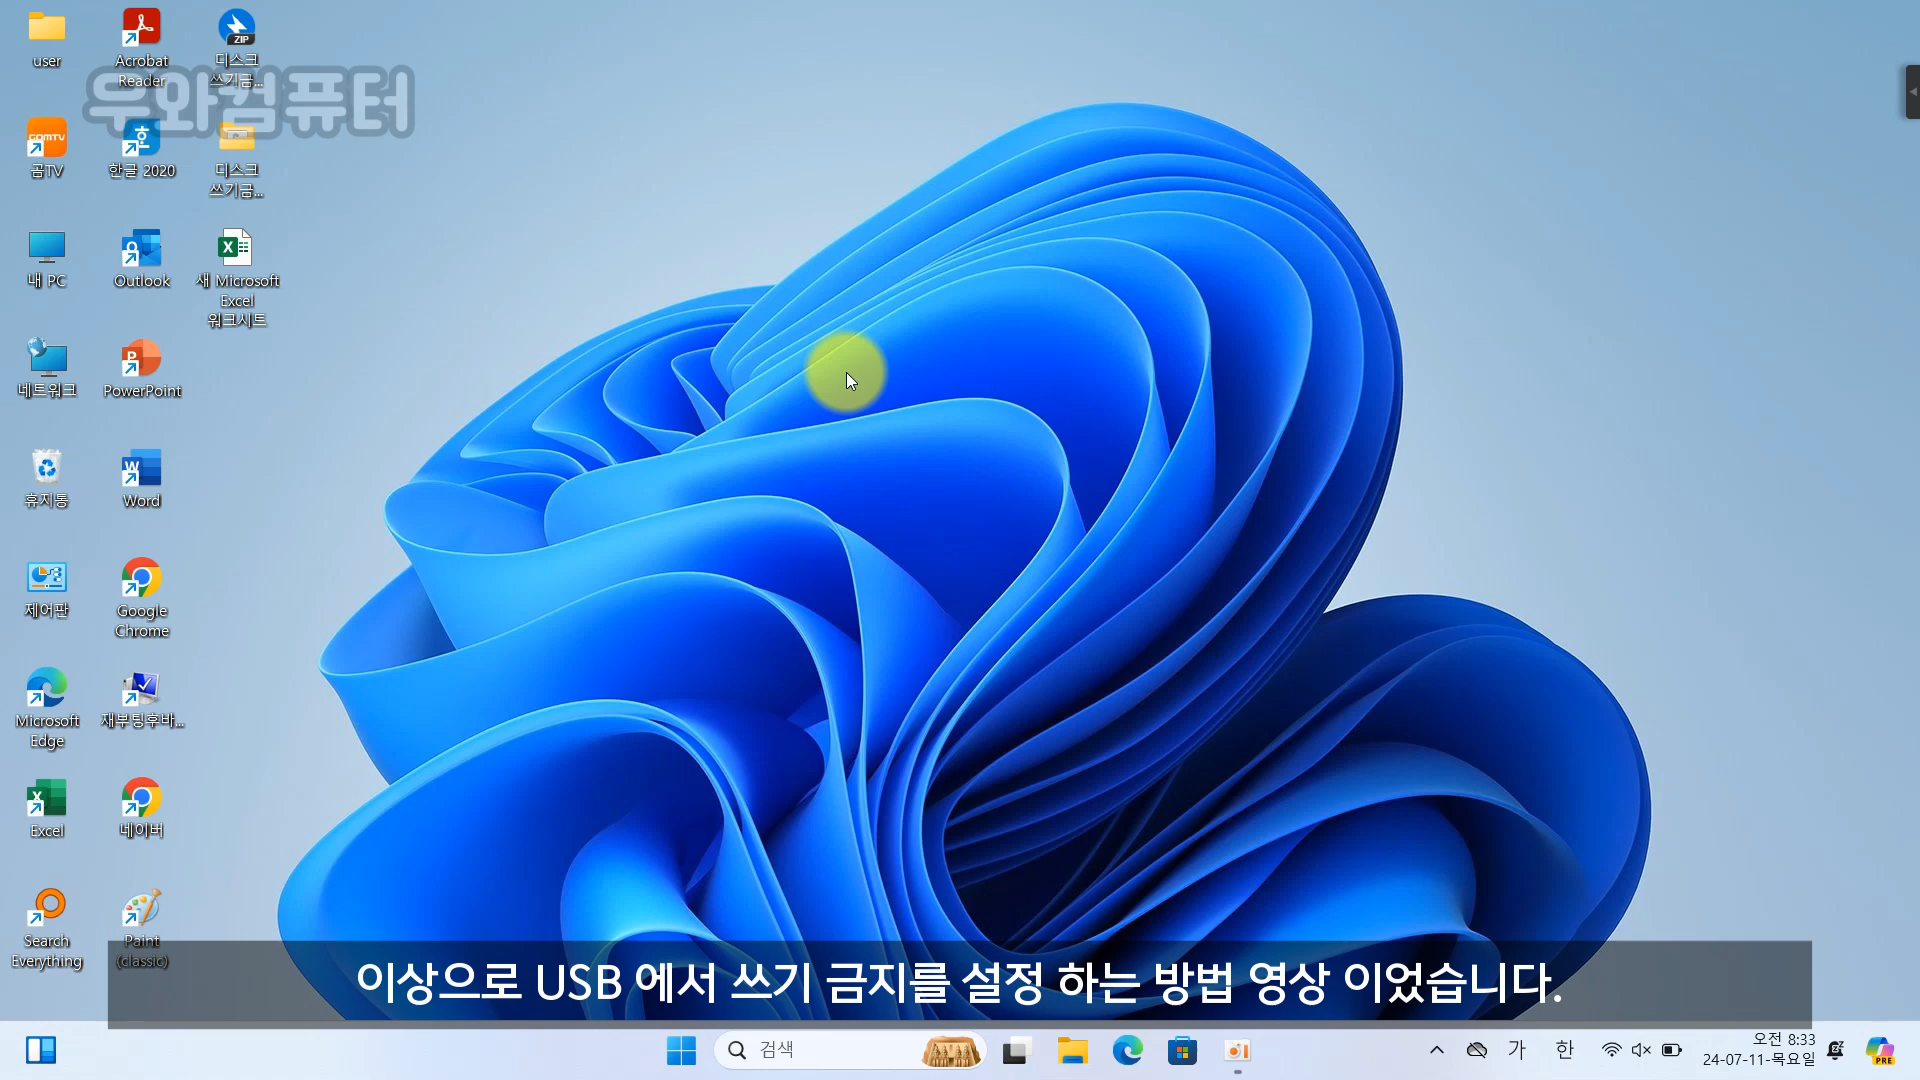 user
Acrobat
Reader
ZIP
디스크
쓰기금...
두와컴퓨터
GOMTV
곰TV
한글 2020
디스크
쓰기금...
내 PC
Outlook
새 Microsoft
Excel
워크시트
네트워크
PowerPoint
휴지통
Word
제어판
Google
Chrome
Microsoft
Edge
재부팅후바...
Excel
네이버
Search
Everything
Paint
(classic)
이상으로 USB 에서 쓰기 금지를 설정 하는 방법 영상 이었습니다.
검색
가
한
오전 8:33
24-07-11-목요일
PRE